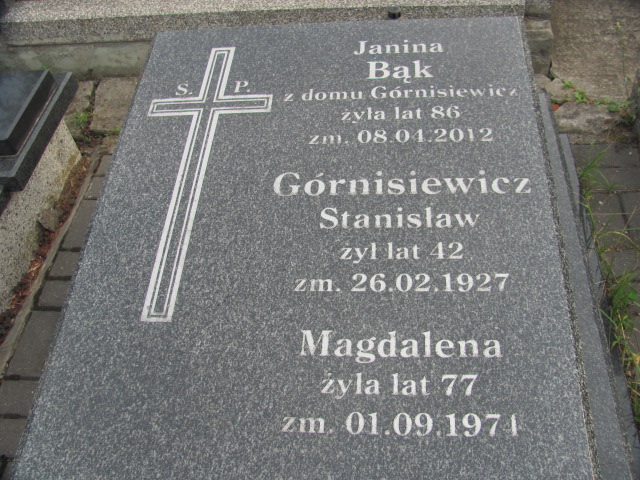 Janina
Bąk
S. P.
z domu Górnisiewicz
żyła lat 86
zm. 08.04.2012
Górnisiewicz
Stanisław
żył lat 42
zm. 26.02.1927
Magdalena
żyła lat 77
zm. 01.09.1971